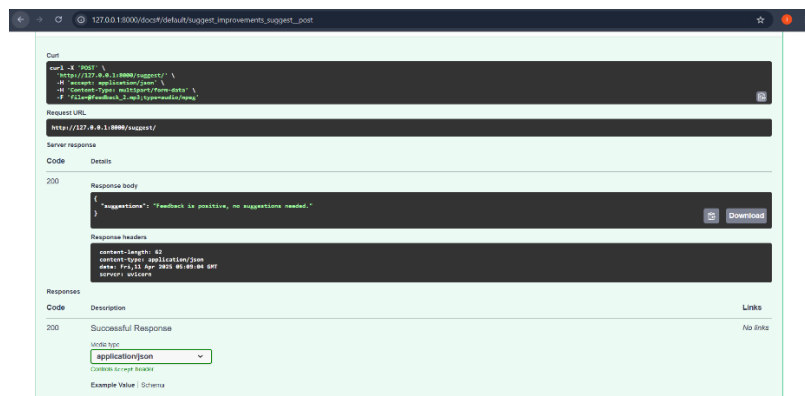 127.0.0.1:8000/docs#/default/suggest_improvements_suggest__post
Curl
curl -X 'POST' \
'http://127.0.0.1:8000/suggest/' \
-H 'accept: application/json' \
-H 'Content-Type: multipart/form-data' \
-F 'file=@feedback_2.mp3;type=audio/mpeg'
Request URL
http://127.0.0.1:8000/suggest/
Server response
Code Details
200
Response body
{
"suggestions": "Feedback is positive, no suggestions needed."
}
Download
Response headers
content-length: 62
content-type: application/json
date: Fri,11 Apr 2025 05:09:04 GMT
server: uvicorn
Responses
Code Description Links
200 Successful Response No links
Media type
application/json
Controls Accept header.
Example Value | Schema